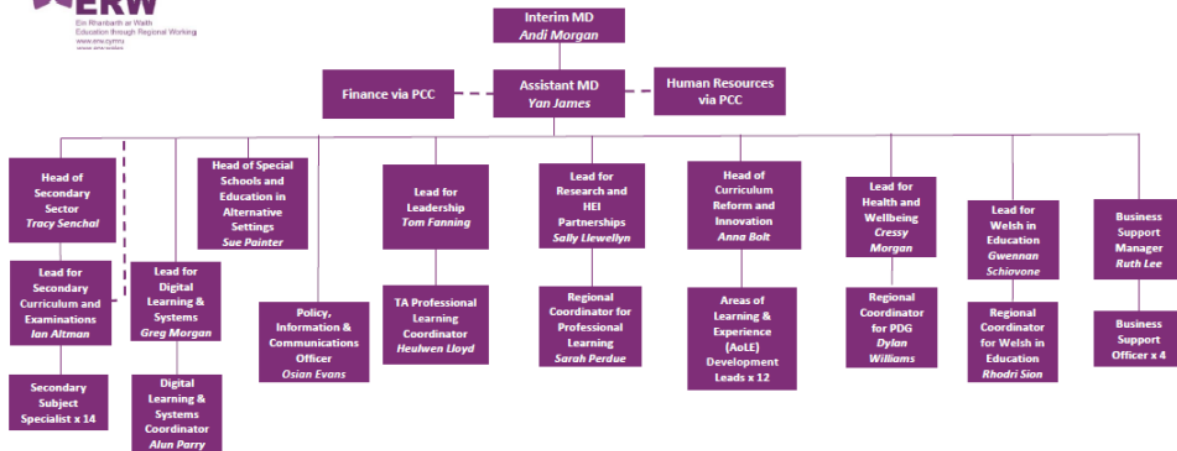 ERW
Ein Rhanbarth ar Waith
Education through Regional Working
www.erw.cymru
www.erw.wales
Interim MD
Andi Morgan
Finance via PCC
Assistant MD
Yan James
Human Resources
via PCC
Head of
Secondary
Sector
Tracy Senchal
Lead for
Secondary
Curriculum and
Examinations
Ian Altman
Secondary
Subject
Specialist x 14
Lead for
Digital
Learning &
Systems
Greg Morgan
Digital
Learning &
Systems
Coordinator
Alun Parry
Head of Special
Schools and
Education in
Alternative
Settings
Sue Painter
Policy,
Information &
Communications
Officer
Osian Evans
Lead for
Leadership
Tom Fanning
TA Professional
Learning
Coordinator
Heulwen Lloyd
Lead for
Research and
HEI
Partnerships
Sally Llewellyn
Regional
Coordinator for
Professional
Learning
Sarah Perdue
Head of
Curriculum
Reform and
Innovation
Anna Bolt
Areas of
Learning &
Experience
(AoLE)
Development
Leads x 12
Lead for
Health and
Wellbeing
Cressy
Morgan
Regional
Coordinator
for PDG
Dylan
Williams
Lead for
Welsh in
Education
Gwennan
Schiavone
Regional
Coordinator
for Welsh in
Education
Rhodri Sion
Business
Support
Manager
Ruth Lee
Business
Support
Officer x 4